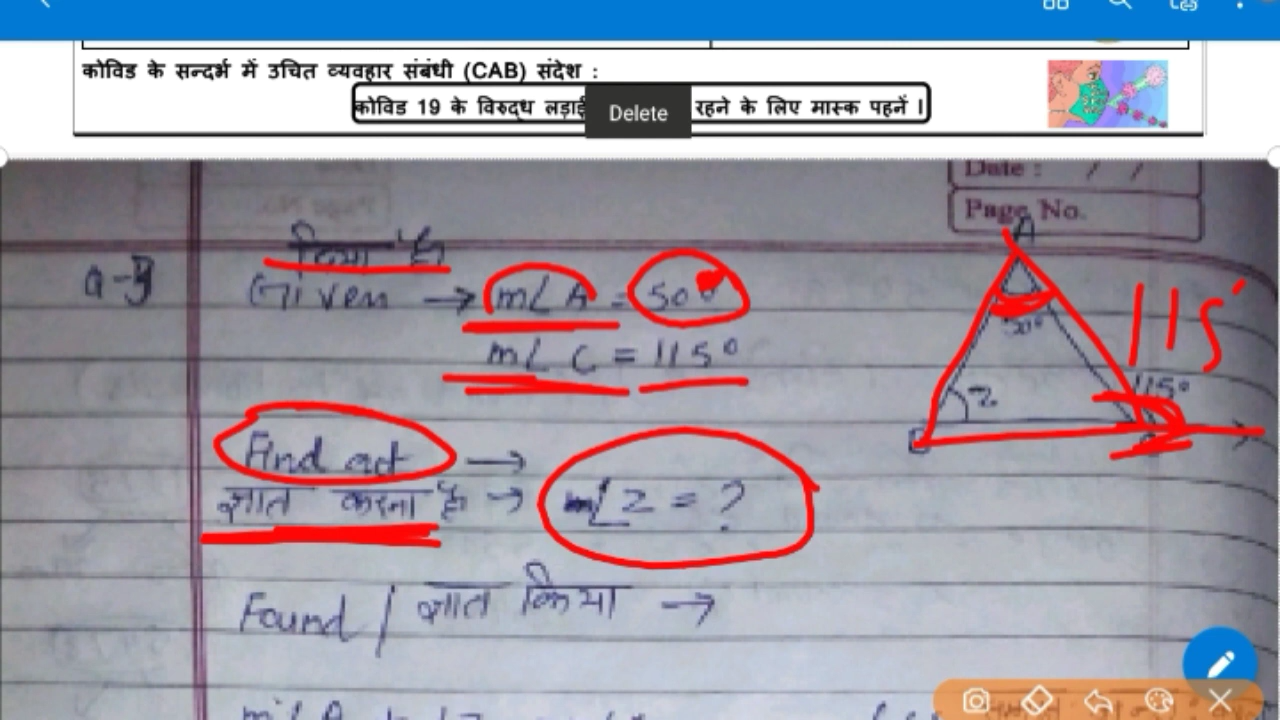 कोविड के सन्दर्भ में उचित व्यवहार संबंधी (CAB) संदेश :
कोविड 19 के विरुद्ध लड़ाई
Delete
रहने के लिए मास्क पहनें ।
Date : / /
Page No.
A
दिया है
Q-3
Given → m∠A = 50°
115°
50°
m∠C = 115°
115°
z
B
Find out →
ज्ञात करना है → m∠z = ?
Found / ज्ञात किया →